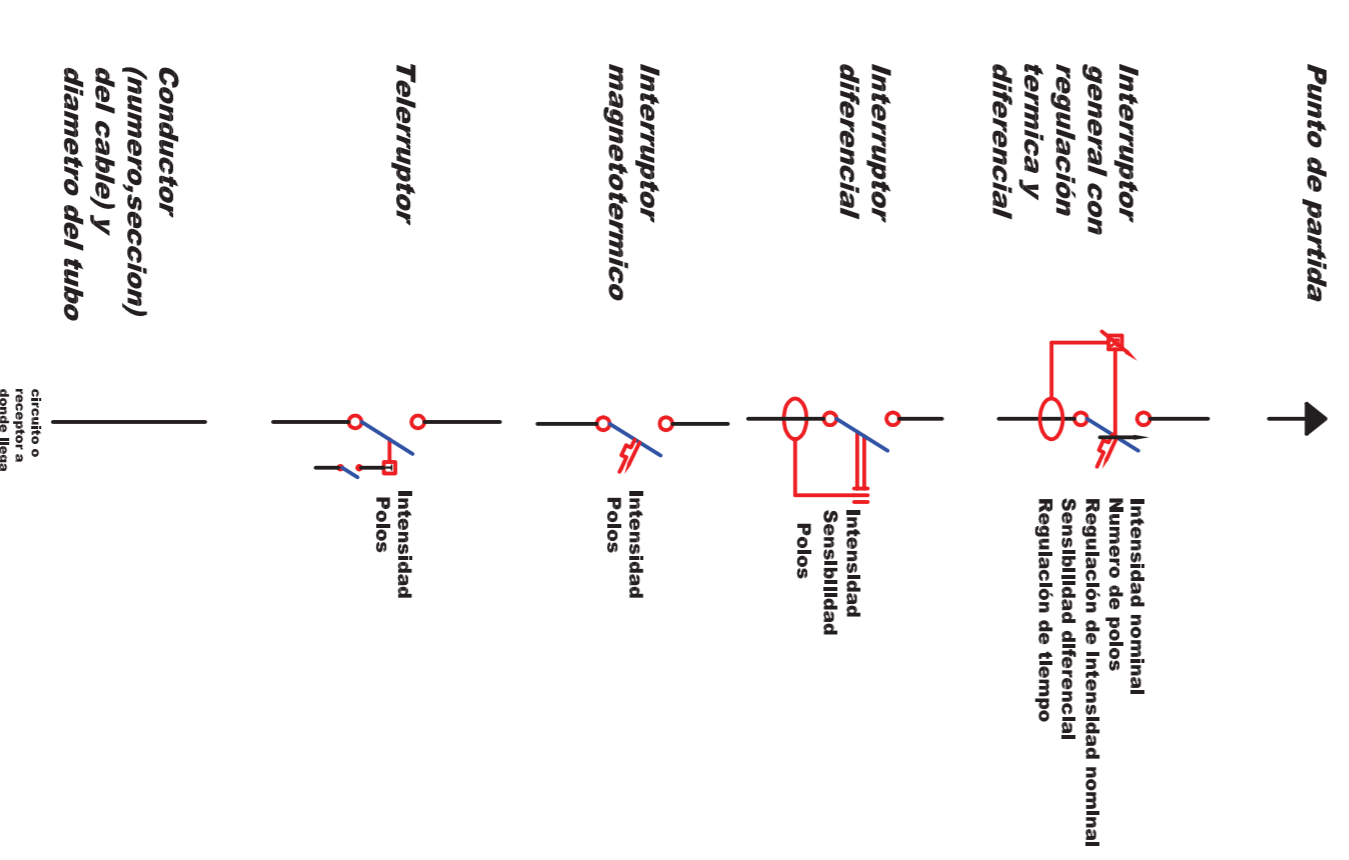 Punto de partida
Interruptor
general con
regulación
termica y
diferencial
Intensidad nominal
Numero de polos
Regulación de Intensidad nominal
Sensibilidad diferencial
Regulación de tiempo
Interruptor
diferencial
Intensidad
Sensibilidad
Polos
Interruptor
magnetotermico
Intensidad
Polos
Telerruptor
Intensidad
Polos
Conductor
(numero,seccion)
del cable) y
diametro del tubo
circuito o
receptor a
donde llega